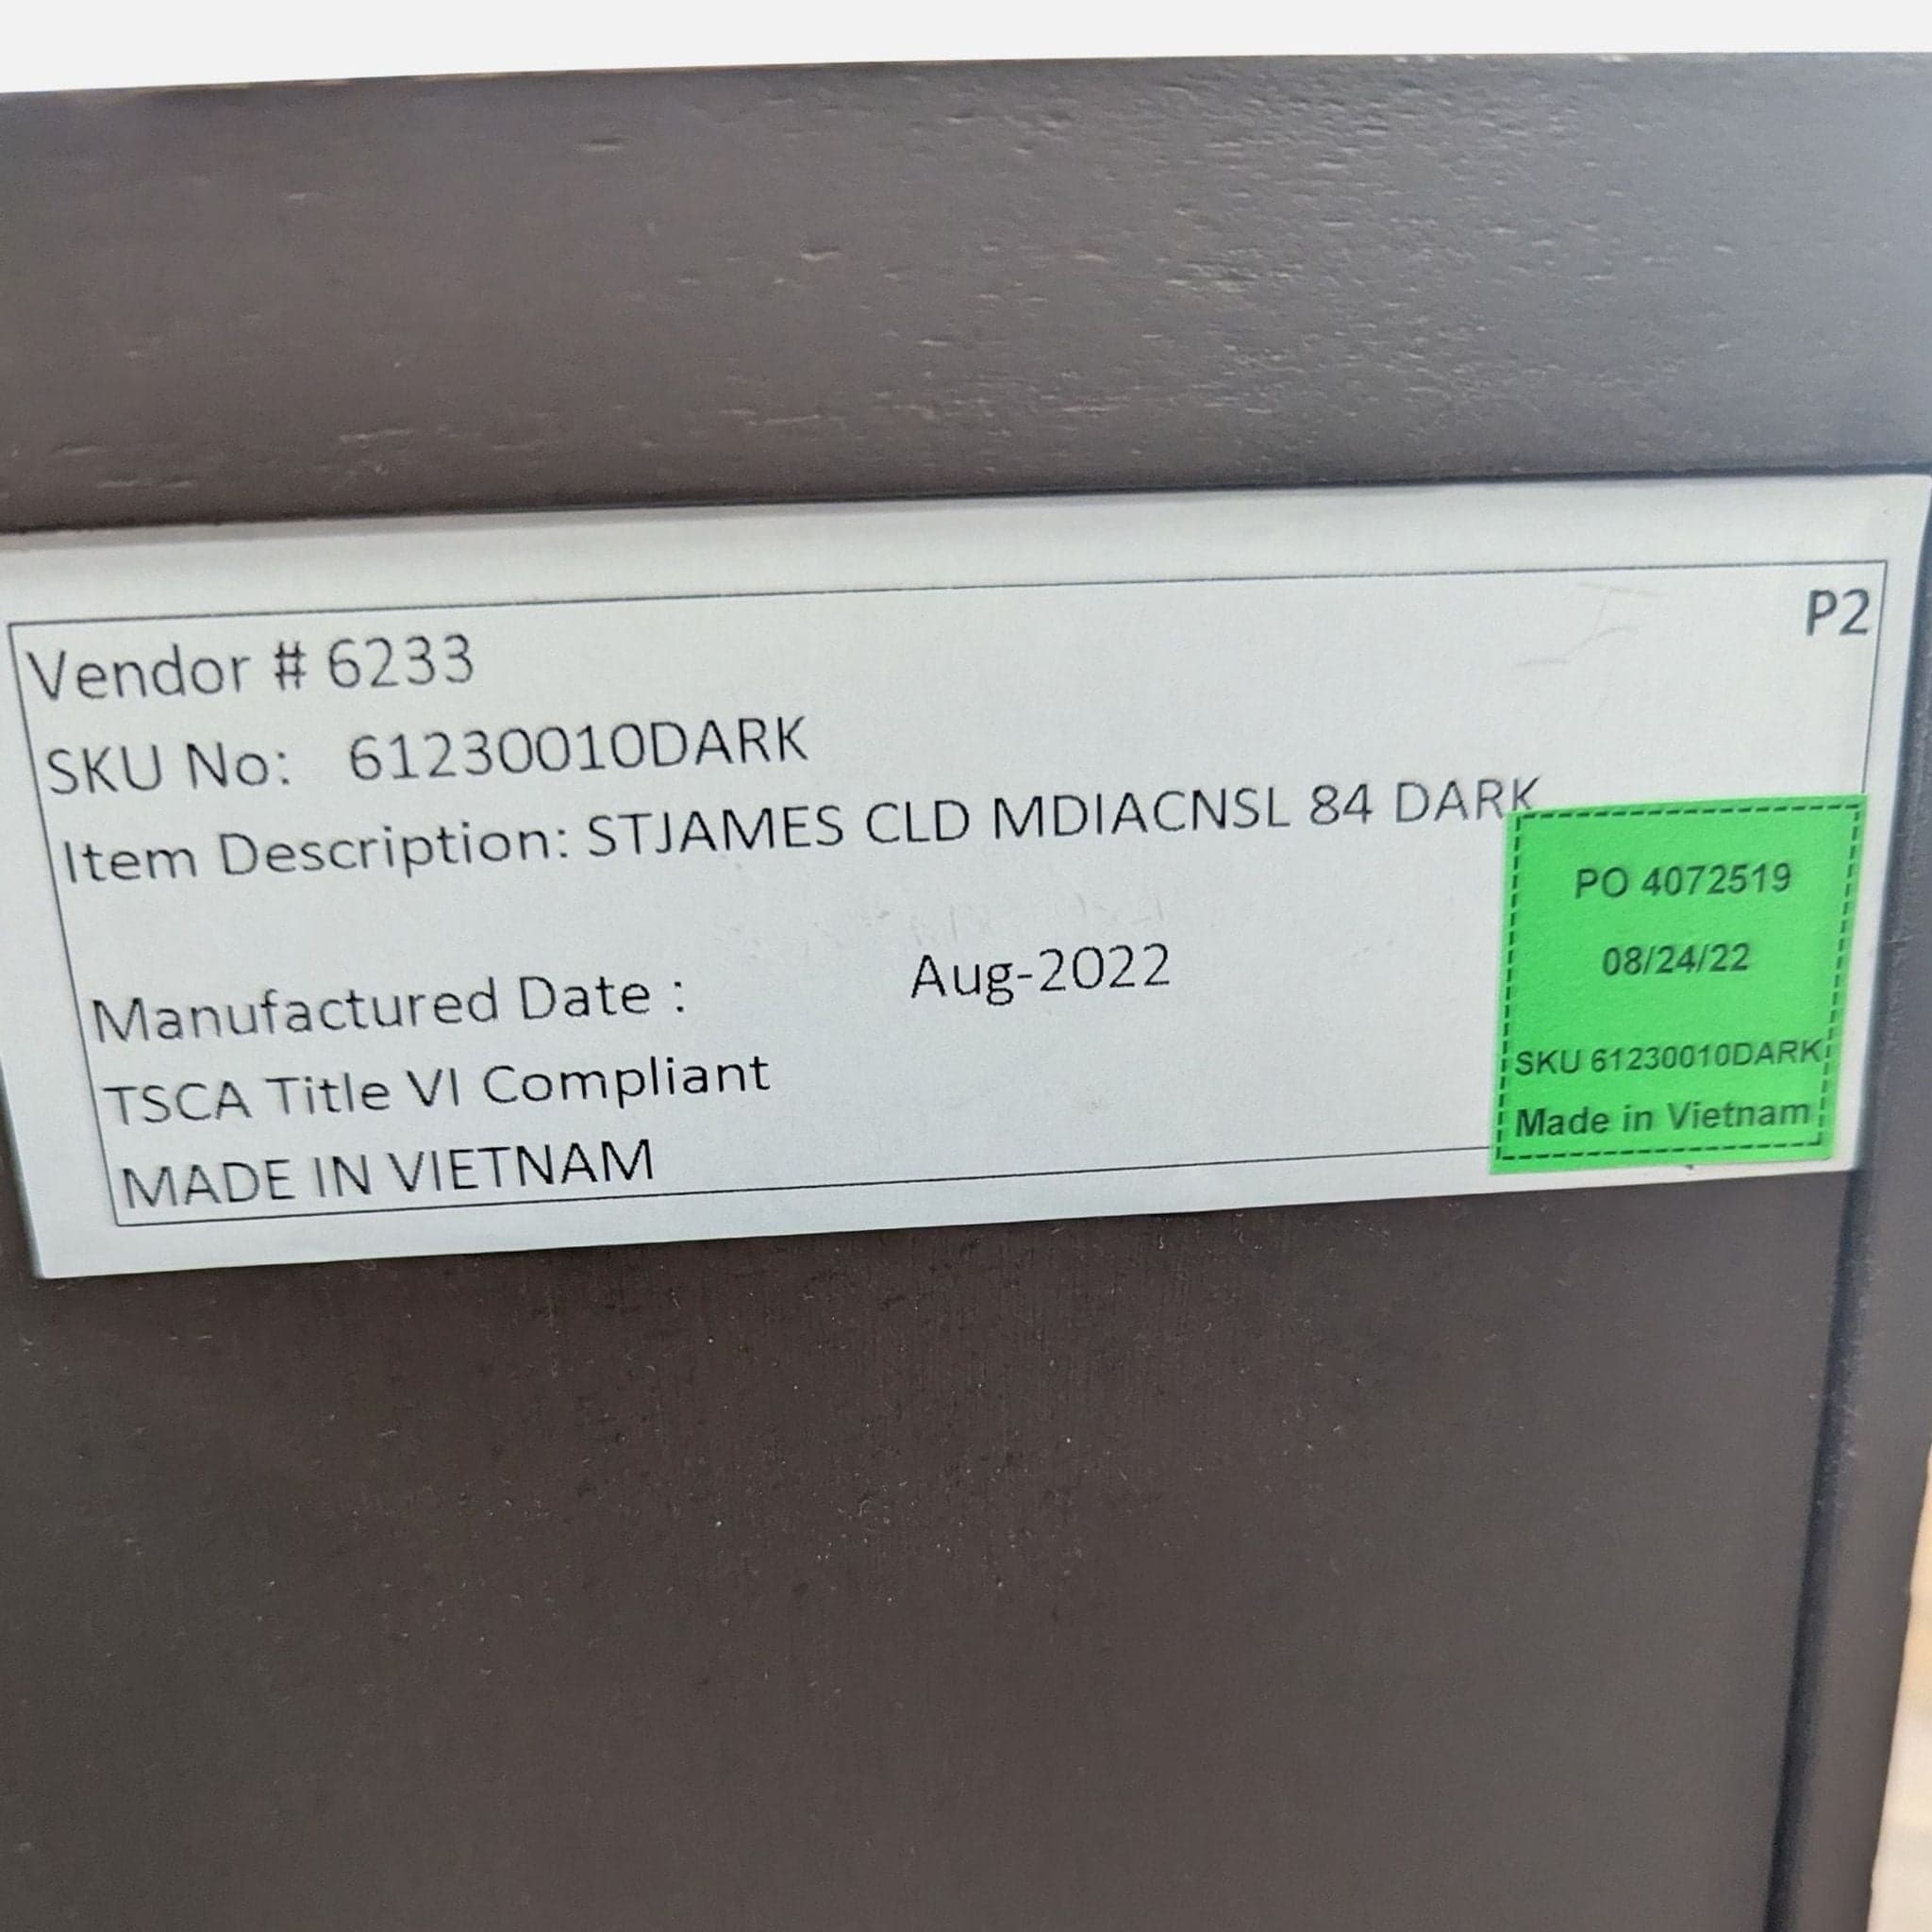 P2
Vendor # 6233
SKU No: 61230010DARK
Item Description: STJAMES CLD MDIACNSL 84 DARK
Manufactured Date : Aug-2022
TSCA Title VI Compliant
MADE IN VIETNAM
PO 4072519
08/24/22
SKU 61230010DARK
Made in Vietnam